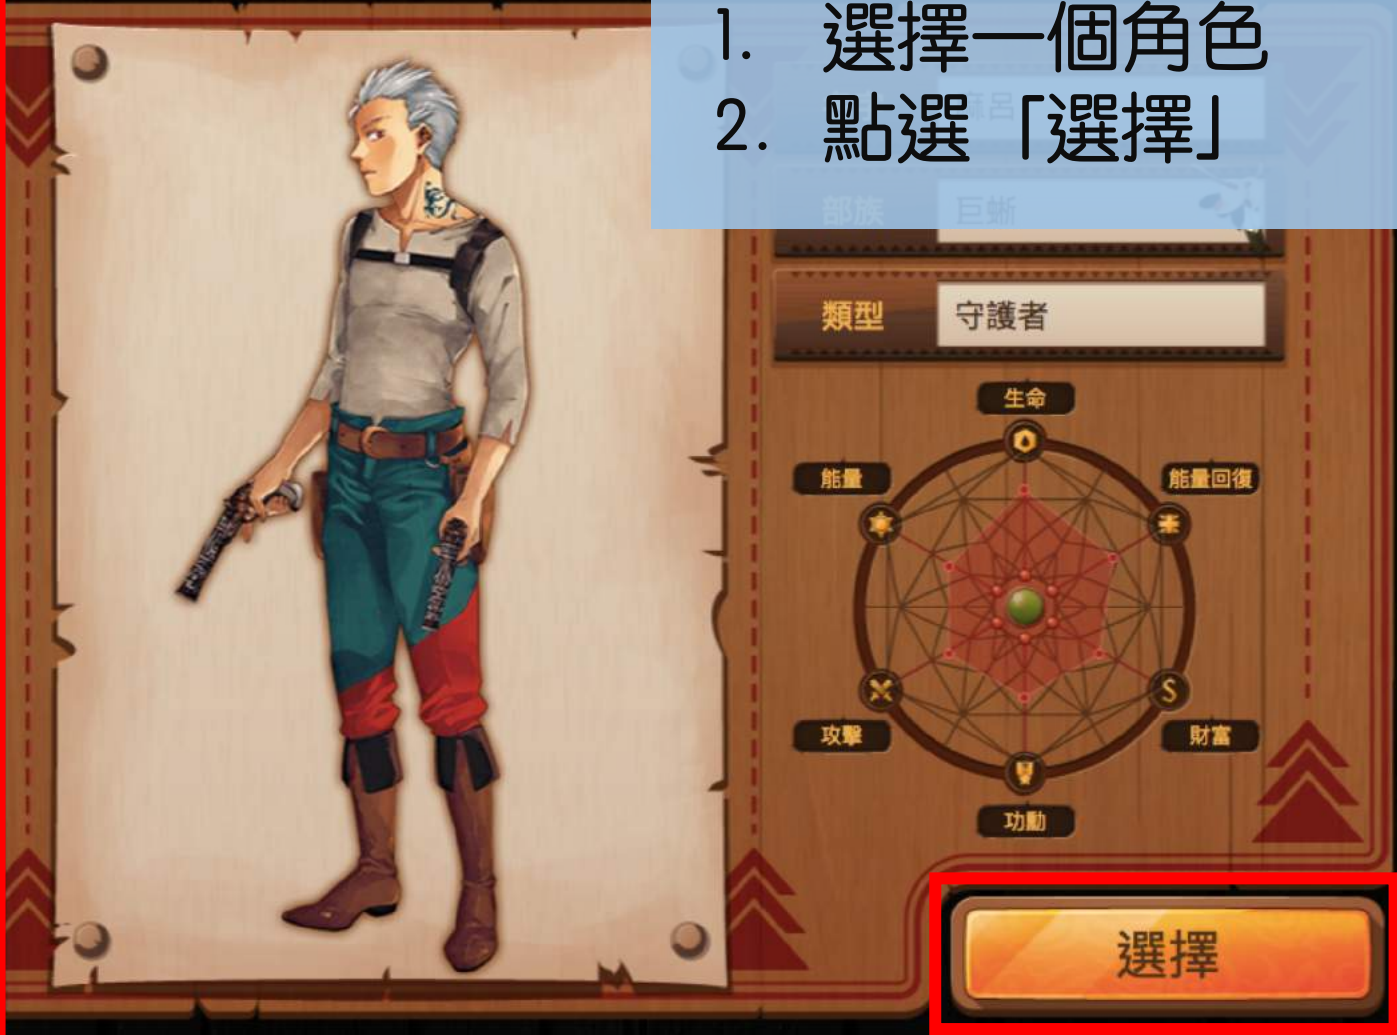 1. 選擇一個角色
2. 點選「選擇」
部族 巨蜥
類型 守護者
生命
能量 能量回復
攻擊 財富
功勳
選擇